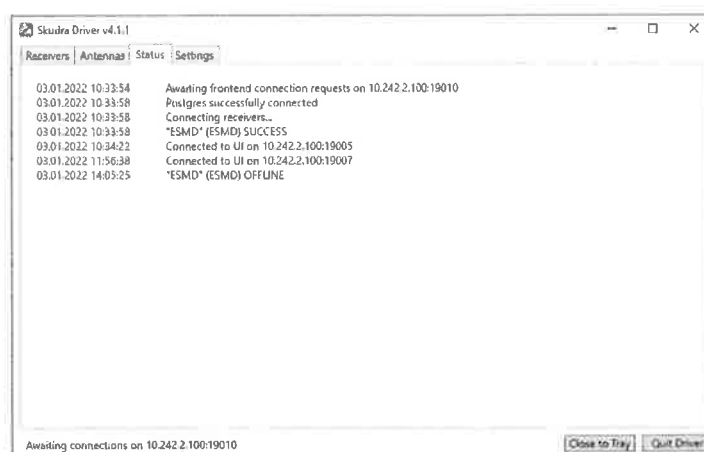 Skudra Driver v4.1.1
Receivers Antennas Status Settings
03.01.2022 10:33:54 Awaiting frontend connection requests on 10.242.2.100:19010
03.01.2022 10:33:58 Postgres successfully connected
03.01.2022 10:33:58 Connecting receivers...
03.01.2022 10:33:58 "ESMD" (ESMD) SUCCESS
03.01.2022 10:34:22 Connected to UI on 10.242.2.100:19005
03.01.2022 11:56:38 Connected to UI on 10.242.2.100:19007
03.01.2022 14:05:25 "ESMD" (ESMD) OFFLINE
Awaiting connections on 10.242.2.100:19010
Close to Tray Quit Driver